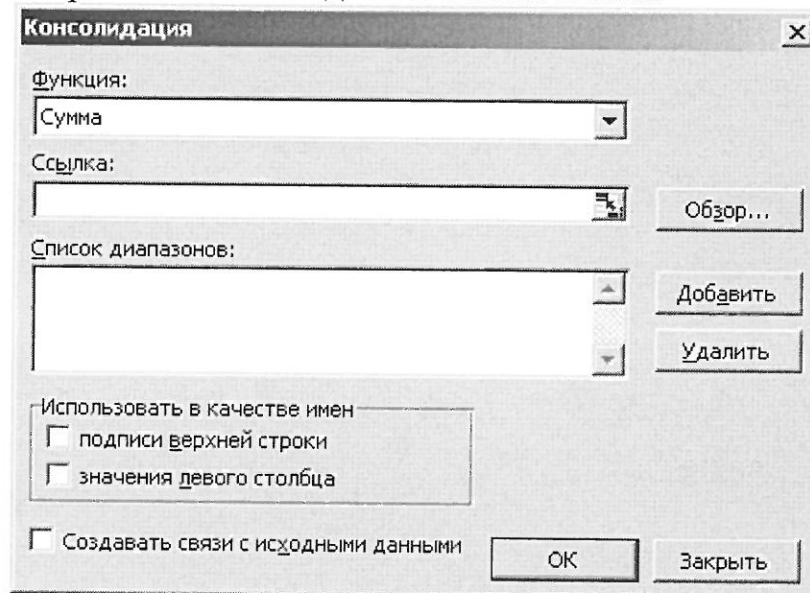 Консолидация
Функция:
Сумма
Ссылка:
Обзор...
Список диапазонов:
Добавить
Удалить
Использовать в качестве имен
подписи верхней строки
значения левого столбца
Создавать связи с исходными данными
ОК
Закрыть